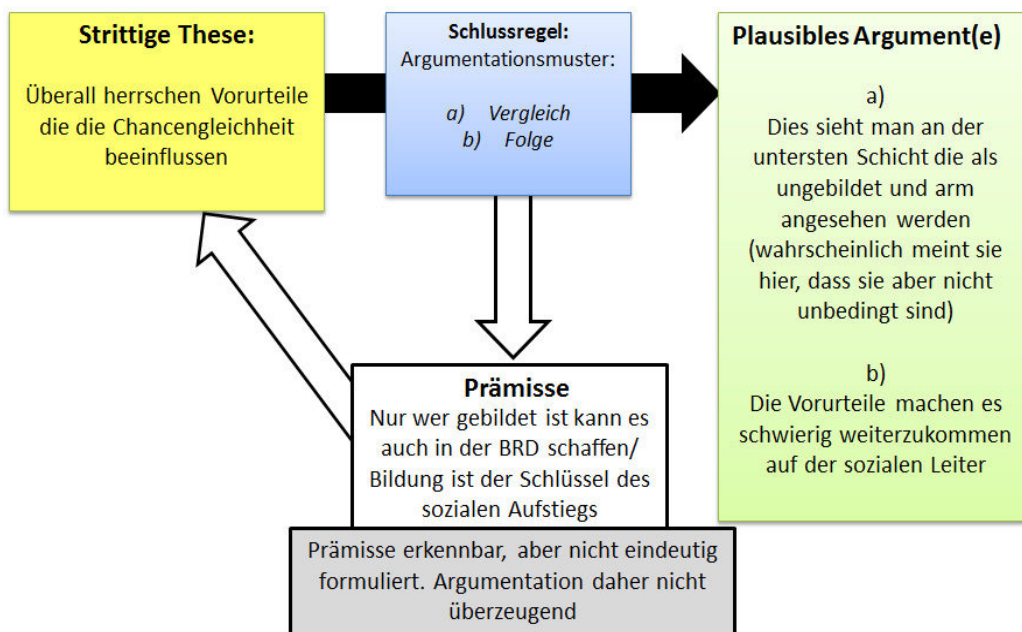 Strittige These:
Überall herrschen Vorurteile
die die Chancengleichheit
beeinflussen
Schlussregel:
Argumentationsmuster:
a) Vergleich
b) Folge
Plausibles Argument(e)
a)
Dies sieht man an der
untersten Schicht die als
ungebildet und arm
angesehen werden
(wahrscheinlich meint sie
hier, dass sie aber nicht
unbedingt sind)
b)
Die Vorurteile machen es
schwierig weiterzukommen
auf der sozialen Leiter
Prämisse
Nur wer gebildet ist kann es
auch in der BRD schaffen/
Bildung ist der Schlüssel des
sozialen Aufstiegs
Prämisse erkennbar, aber nicht eindeutig
formuliert. Argumentation daher nicht
überzeugend